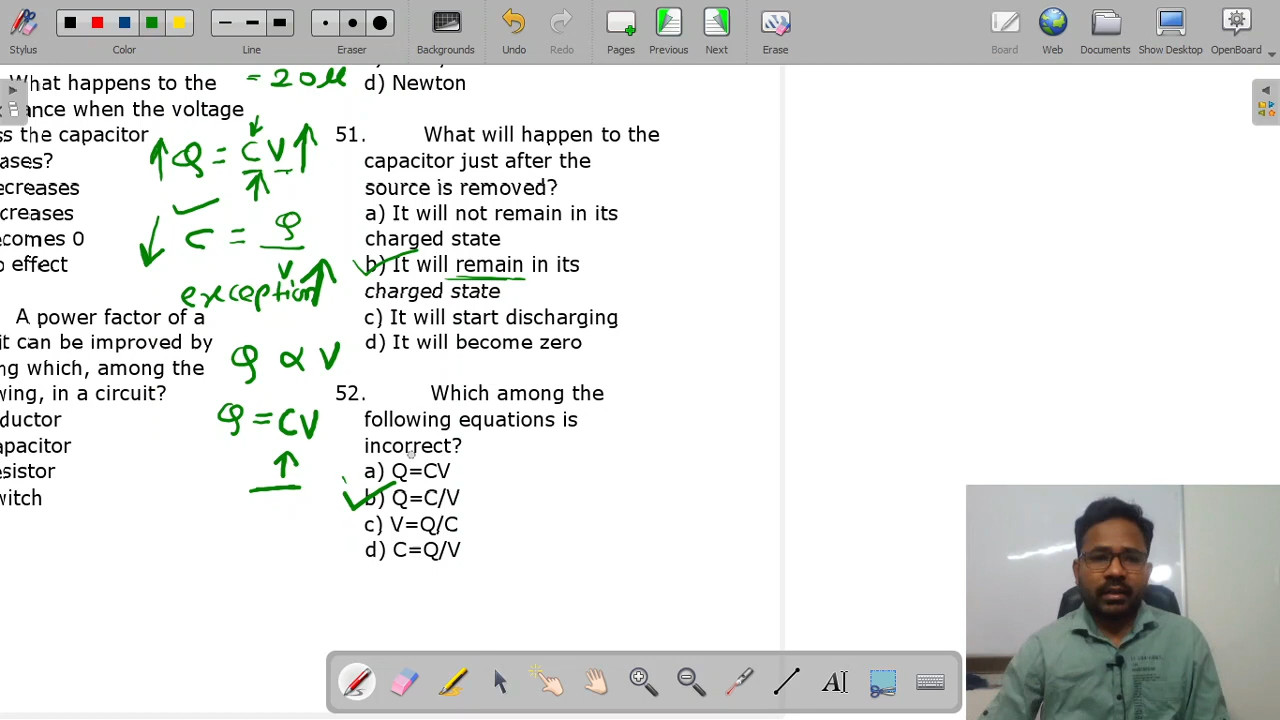 Stylus
Color
Line
Eraser
Backgrounds
Undo
Redo
Pages
Previous
Next
Erase
Board
Web
Documents
Show Desktop
OpenBoard
What happens to the
ance when the voltage
ss the capacitor
ases?
ecreases
creases
ecomes 0
o effect
A power factor of a
it can be improved by
ng which, among the
wing, in a circuit?
ductor
apacitor
esistor
witch
= 20 µ
Q = CV
C = Q
V
exception
Q ∝ V
Q = CV
d) Newton
51. What will happen to the
capacitor just after the
source is removed?
a) It will not remain in its
charged state
b) It will remain in its
charged state
c) It will start discharging
d) It will become zero
52. Which among the
following equations is
incorrect?
a) Q=CV
b) Q=C/V
c) V=Q/C
d) C=Q/V